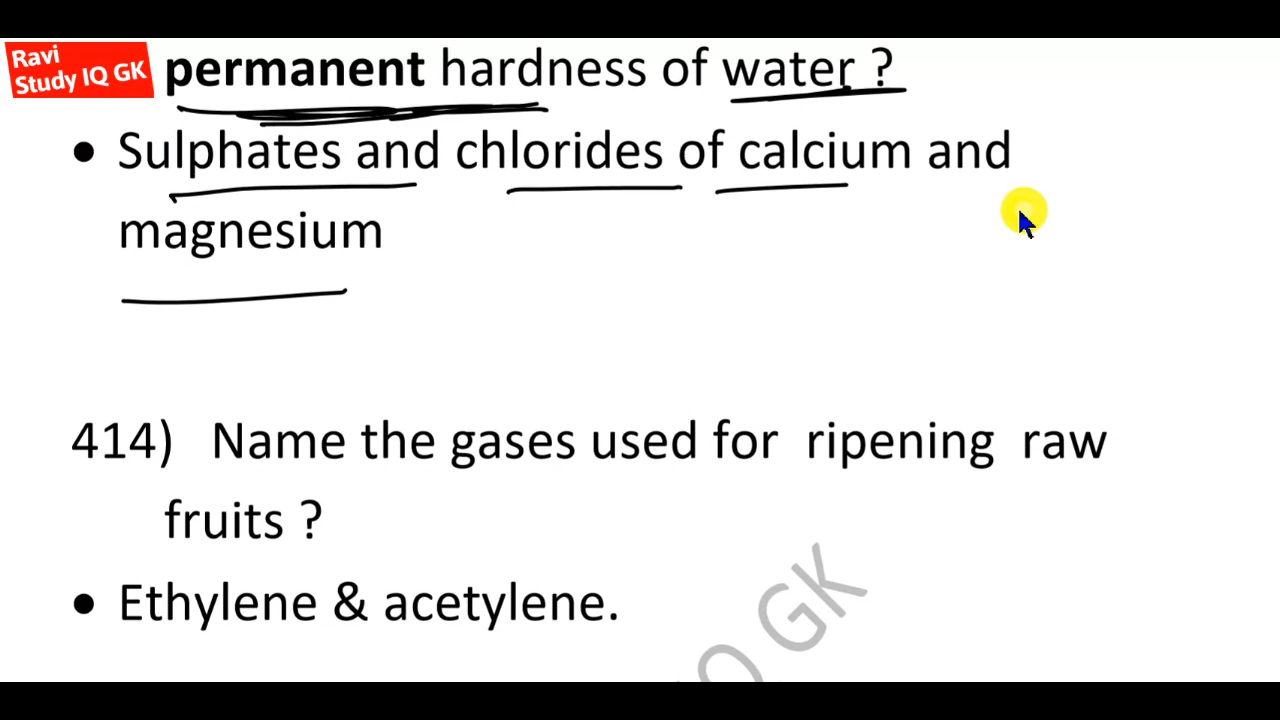 Ravi
Study IQ GK
permanent hardness of water ?
• Sulphates and chlorides of calcium and
magnesium
414) Name the gases used for ripening raw
fruits ?
• Ethylene & acetylene.
Q GK